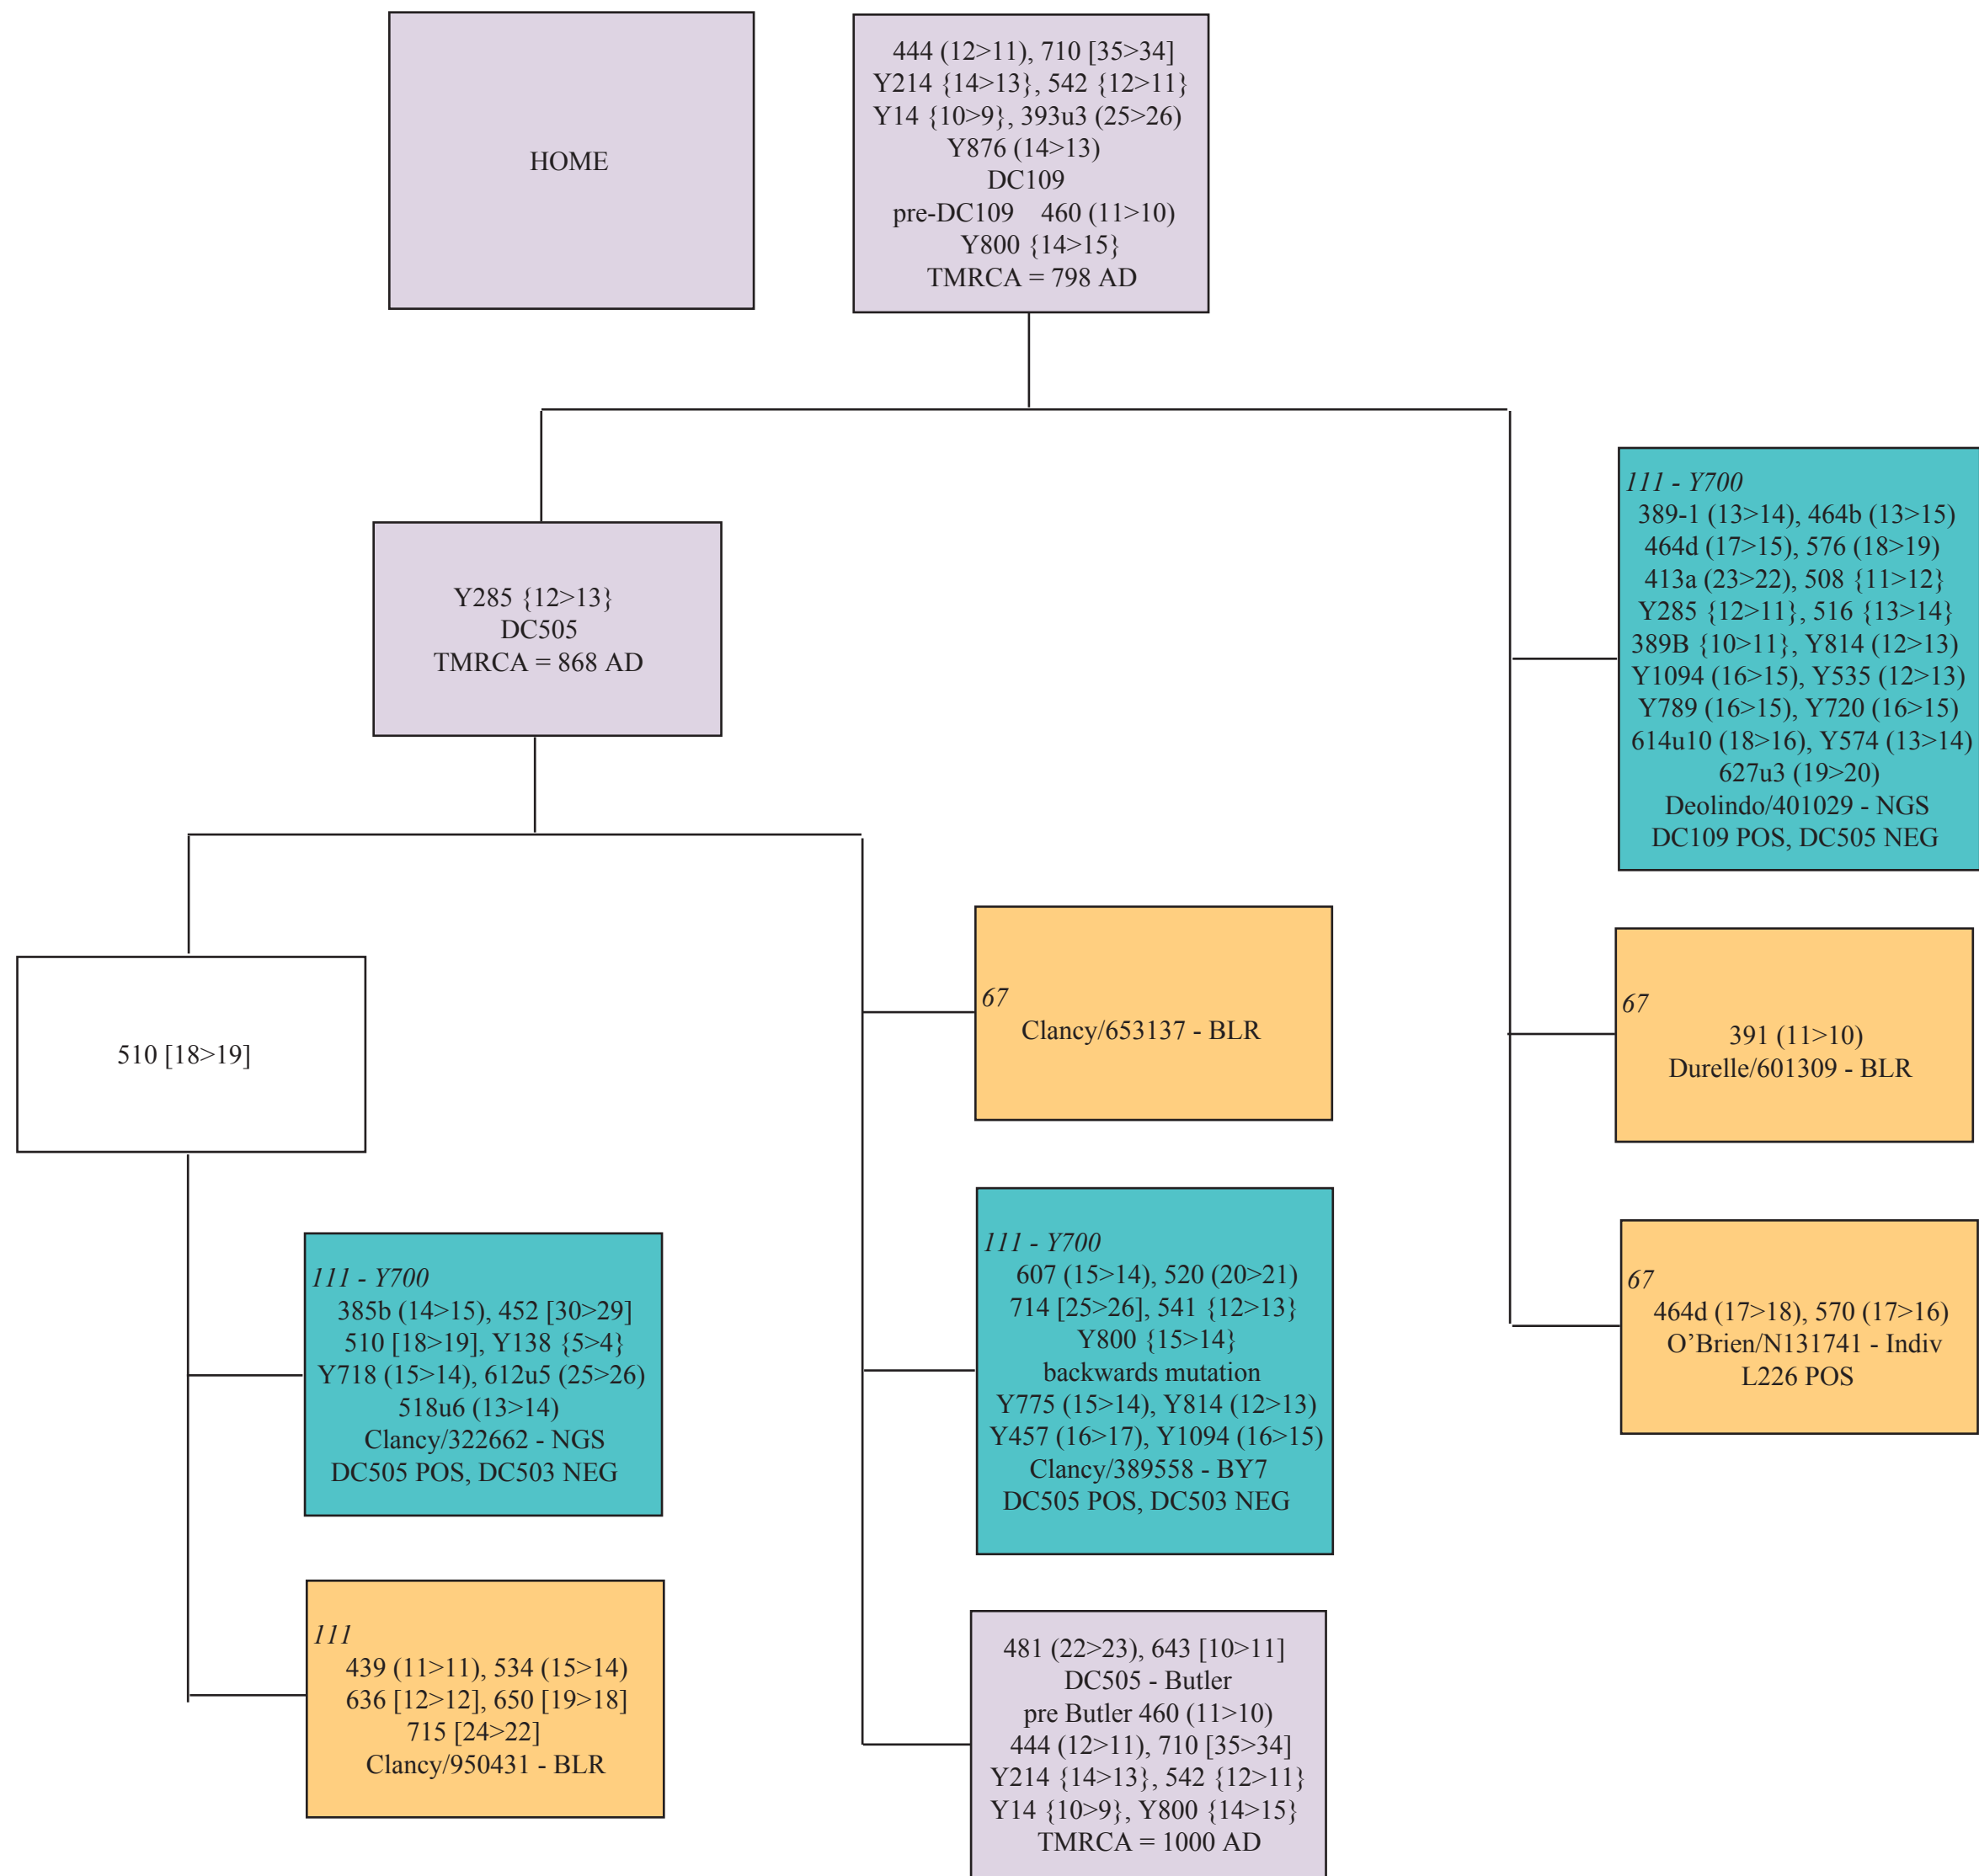 HOME
444 (12>11), 710 [35>34]
Y214 {14>13}, 542 {12>11}
Y14 {10>9}, 393u3 (25>26)
Y876 (14>13)
DC109
pre-DC109 460 (11>10)
Y800 {14>15}
TMRCA = 798 AD
Y285 {12>13}
DC505
TMRCA = 868 AD
111 - Y700
389-1 (13>14), 464b (13>15)
464d (17>15), 576 (18>19)
413a (23>22), 508 {11>12}
Y285 {12>11}, 516 {13>14}
389B {10>11}, Y814 (12>13)
Y1094 (16>15), Y535 (12>13)
Y789 (16>15), Y720 (16>15)
614u10 (18>16), Y574 (13>14)
627u3 (19>20)
Deolindo/401029 - NGS
DC109 POS, DC505 NEG
510 [18>19]
67
Clancy/653137 - BLR
67
391 (11>10)
Durelle/601309 - BLR
111 - Y700
385b (14>15), 452 [30>29]
510 [18>19], Y138 {5>4}
Y718 (15>14), 612u5 (25>26)
518u6 (13>14)
Clancy/322662 - NGS
DC505 POS, DC503 NEG
111 - Y700
607 (15>14), 520 (20>21)
714 [25>26], 541 {12>13}
Y800 {15>14}
backwards mutation
Y775 (15>14), Y814 (12>13)
Y457 (16>17), Y1094 (16>15)
Clancy/389558 - BY7
DC505 POS, DC503 NEG
67
464d (17>18), 570 (17>16)
O’Brien/N131741 - Indiv
L226 POS
111
439 (11>11), 534 (15>14)
636 [12>12], 650 [19>18]
715 [24>22]
Clancy/950431 - BLR
481 (22>23), 643 [10>11]
DC505 - Butler
pre Butler 460 (11>10)
444 (12>11), 710 [35>34]
Y214 {14>13}, 542 {12>11}
Y14 {10>9}, Y800 {14>15}
TMRCA = 1000 AD